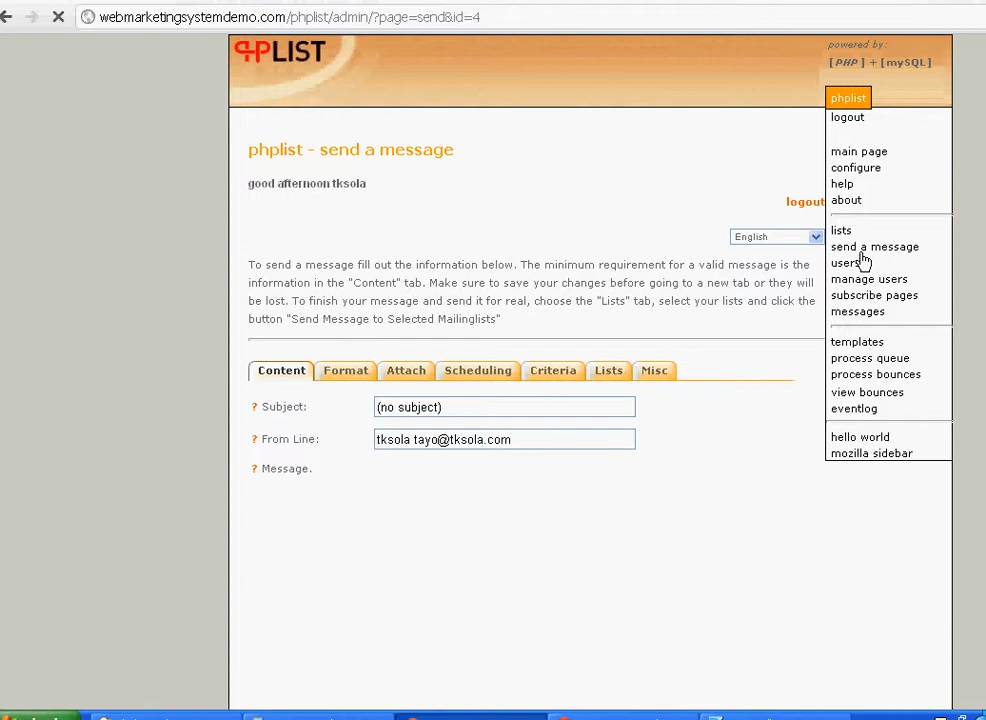 webmarketingsystemdemo.com/phplist/admin/?page=send&id=4
PHPLIST
powered by:
[PHP] + [mySQL]
phplist
logout
main page
configure
help
about
lists
send a message
users
manage users
subscribe pages
messages
templates
process queue
process bounces
view bounces
eventlog
hello world
mozilla sidebar
phplist - send a message
good afternoon tksola
logout
English
To send a message fill out the information below. The minimum requirement for a valid message is the
information in the "Content" tab. Make sure to save your changes before going to a new tab or they will
be lost. To finish your message and send it for real, choose the "Lists" tab, select your lists and click the
button "Send Message to Selected Mailinglists"
Content Format Attach Scheduling Criteria Lists Misc
? Subject: (no subject)
? From Line: tksola tayo@tksola.com
? Message.